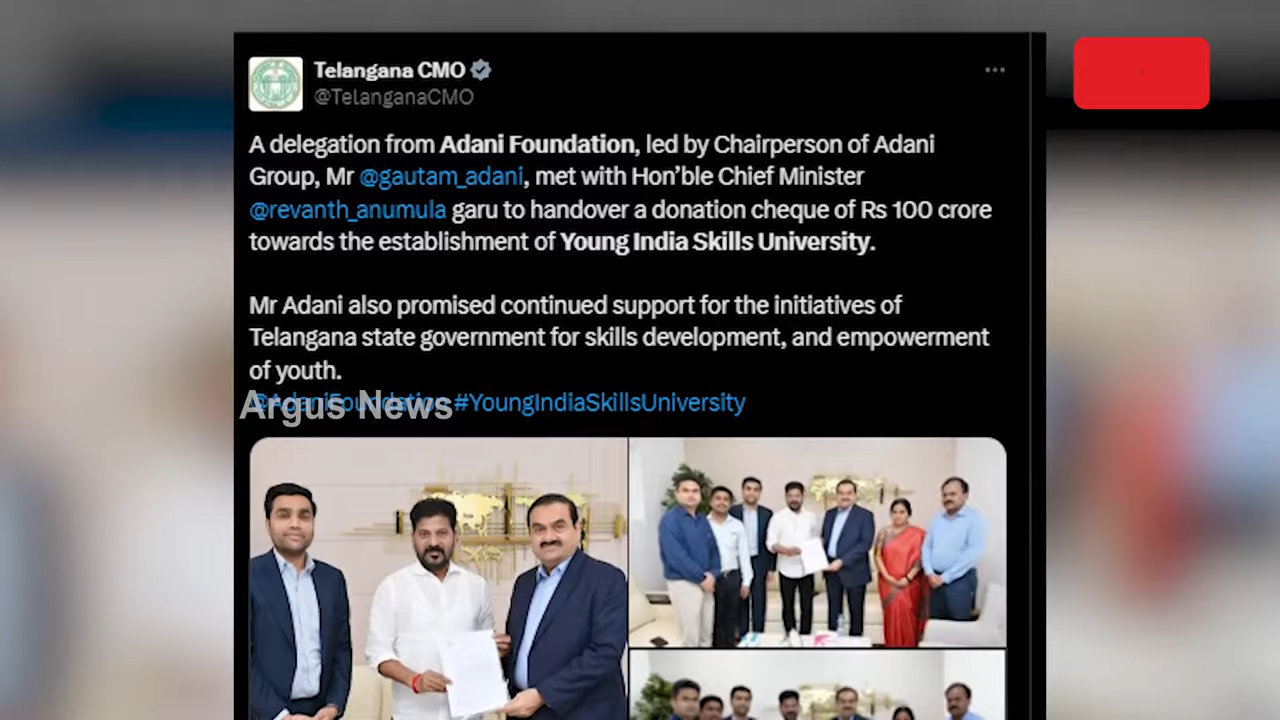 Telangana CMO
@TelanganaCMO
A delegation from Adani Foundation, led by Chairperson of Adani
Group, Mr @gautam_adani, met with Hon’ble Chief Minister
@revanth_anumula garu to handover a donation cheque of Rs 100 crore
towards the establishment of Young India Skills University.
Mr Adani also promised continued support for the initiatives of
Telangana state government for skills development, and empowerment
of youth.
@AdaniFoundation #YoungIndiaSkillsUniversity
Argus News